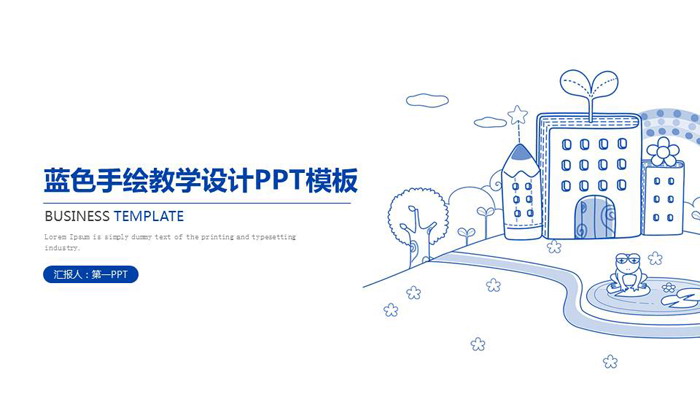 蓝色手绘教学设计PPT模板
BUSINESS TEMPLATE
Lorem Ipsum is simply dummy text of the printing and typesetting
industry.
汇报人：第一PPT